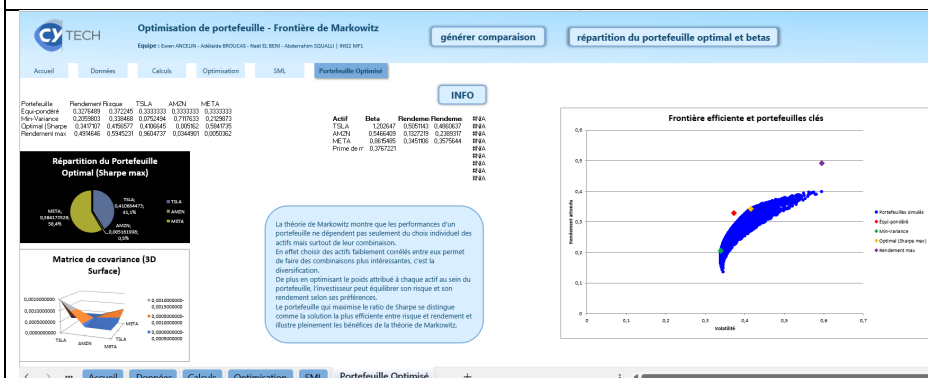 CY TECH
Optimisation de portefeuille - Frontière de Markowitz
Equipe : Ewen ANCELIN - Adélaïde BROUCAS - Naël EL BENI - Abderrahim SQUALLI | ING2 MF1
générer comparaison
répartition du portefeuille optimal et betas
Accueil Données Calculs Optimisation SML Portefeuille Optimisé
INFO
Portefeuille Rendement Risque TSLA AMZN META
Equi-pondéré 0,3276489 0,372245 0,3333333 0,3333333 0,3333333
Min-Variance 0,2059803 0,338468 0,0752494 0,7117633 0,2129873
Optimal (Sharpe 0,3417107 0,4156577 0,4106645 0,005162 0,5841735
Rendement max 0,4914646 0,5945231 0,9604737 0,0344901 0,0050362
Actif Beta Rendeme Rendeme #N/A
TSLA 1,202647 0,5051143 0,4860637 #N/A
AMZN 0,5466409 0,1327219 0,2389317 #N/A
META 0,8615485 0,3451106 0,3575644 #N/A
Prime de r 0,3767221 #N/A
#N/A
#N/A
#N/A
Répartition du Portefeuille
Optimal (Sharpe max)
TSLA;
0,410664475;
41,1%
META;
0,584173529;
58,4%
AMZN;
0,005161996;
0,5%
TSLA
AMZN
META
Matrice de covariance (3D
Surface)
0,0015000000
0,0010000000
0,0005000000
0,0000000000
TSLA
AMZN
META
TSLA
META
0,0010000000-
0,0015000000
0,0005000000-
0,0010000000
0,0000000000-
0,0005000000
La théorie de Markowitz montre que les performances d'un
portefeuille ne dépendent pas seulement du choix individuel des
actifs mais surtout de leur combinaison.
En effet choisir des actifs faiblement corrélés entre eux permet
de faire des combinaisons plus intéressantes, c'est la
diversification.
De plus en optimisant le poids attribué à chaque actif au sein du
portefeuille, l'investisseur peut équilibrer son risque et son
rendement selon ses préférences.
Le portefeuille qui maximise le ratio de Sharpe se distingue
comme la solution la plus efficiente entre risque et rendement et
illustre pleinement les bénéfices de la théorie de Markowitz.
Frontière efficiente et portefeuilles clés
Rendement attendu
0,6
0,5
0,4
0,3
0,2
0,1
0
0 0,1 0,2 0,3 0,4 0,5 0,6 0,7
Volatilité
Portefeuilles simulés
Equi-pondéré
Min-Variance
Optimal (Sharpe max)
Rendement max
Accueil Données Calculs Optimisation SML Portefeuille Optimisé +